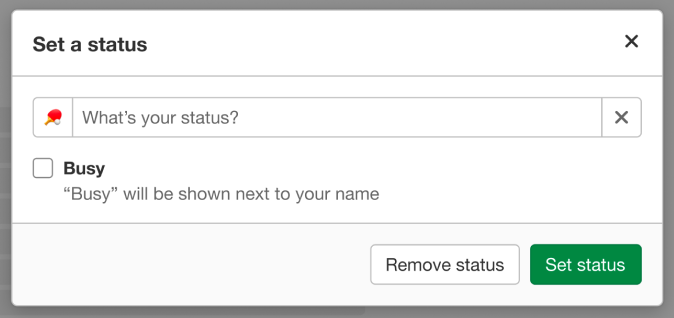 Set a status
What’s your status?
Busy
“Busy” will be shown next to your name
Remove status
Set status